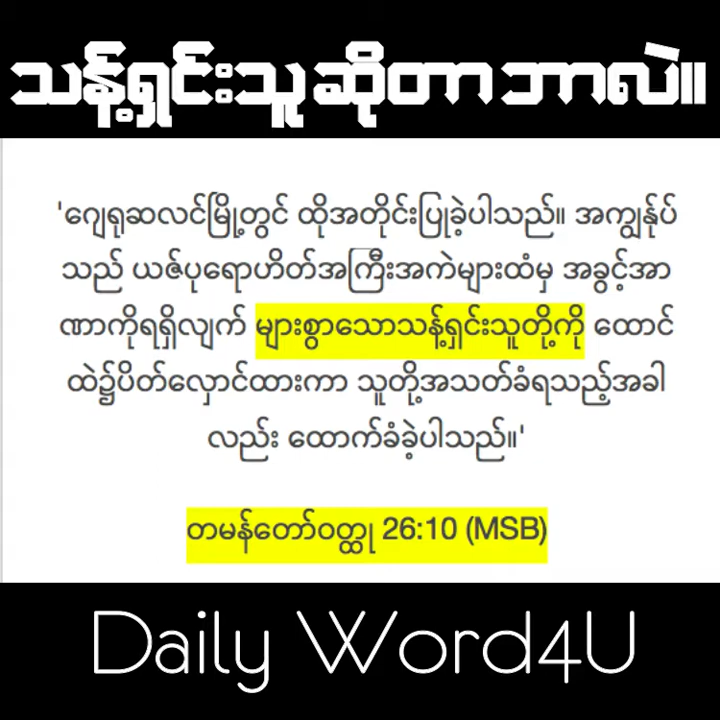 သန့်ရှင်းသူ ဆိုတာ ဘာလဲ။
'ဂျေရုဆလင်မြို့တွင် ထိုအတိုင်းပြုခဲ့ပါသည်။ အကျွန်ုပ်
သည် ယဇ်ပုရောဟိတ်အကြီးအကဲများထံမှ အခွင့်အာ
ဏာကိုရရှိလျက် များစွာသောသန့်ရှင်းသူတို့ကို ထောင်
ထဲ၌ပိတ်လှောင်ထားကာ သူတို့အသတ်ခံရသည့်အခါ
လည်း ထောက်ခံခဲ့ပါသည်။'
တမန်တော်ဝတ္ထု 26:10 (MSB)
Daily Word4U